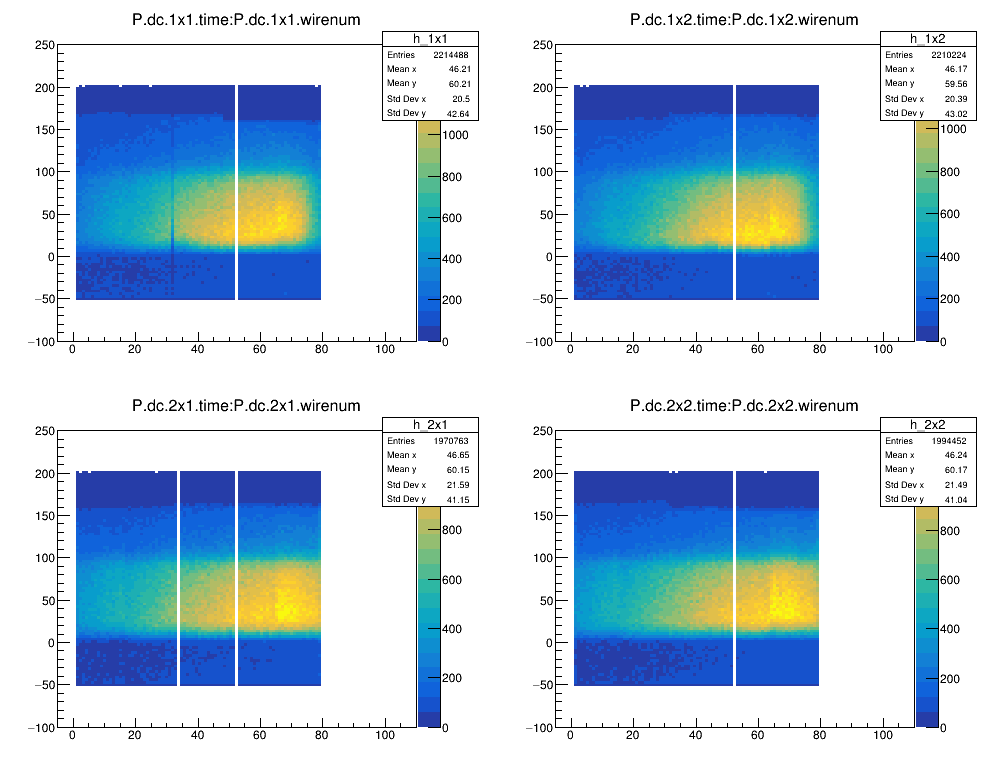 P.dc.1x1.time:P.dc.1x1.wirenum
h_1x1
Entries 2214488
Mean x 46.21
Mean y 60.21
Std Dev x 20.5
Std Dev y 42.64
250
200
150
100
50
0
−50
−100
0 20 40 60 80 100
1000
800
600
400
200
0
P.dc.1x2.time:P.dc.1x2.wirenum
h_1x2
Entries 2210224
Mean x 46.17
Mean y 59.56
Std Dev x 20.39
Std Dev y 43.02
250
200
150
100
50
0
−50
−100
0 20 40 60 80 100
1000
800
600
400
200
0
P.dc.2x1.time:P.dc.2x1.wirenum
h_2x1
Entries 1970763
Mean x 46.65
Mean y 60.15
Std Dev x 21.59
Std Dev y 41.15
250
200
150
100
50
0
−50
−100
0 20 40 60 80 100
800
600
400
200
0
P.dc.2x2.time:P.dc.2x2.wirenum
h_2x2
Entries 1994452
Mean x 46.24
Mean y 60.17
Std Dev x 21.49
Std Dev y 41.04
250
200
150
100
50
0
−50
−100
0 20 40 60 80 100
800
600
400
200
0